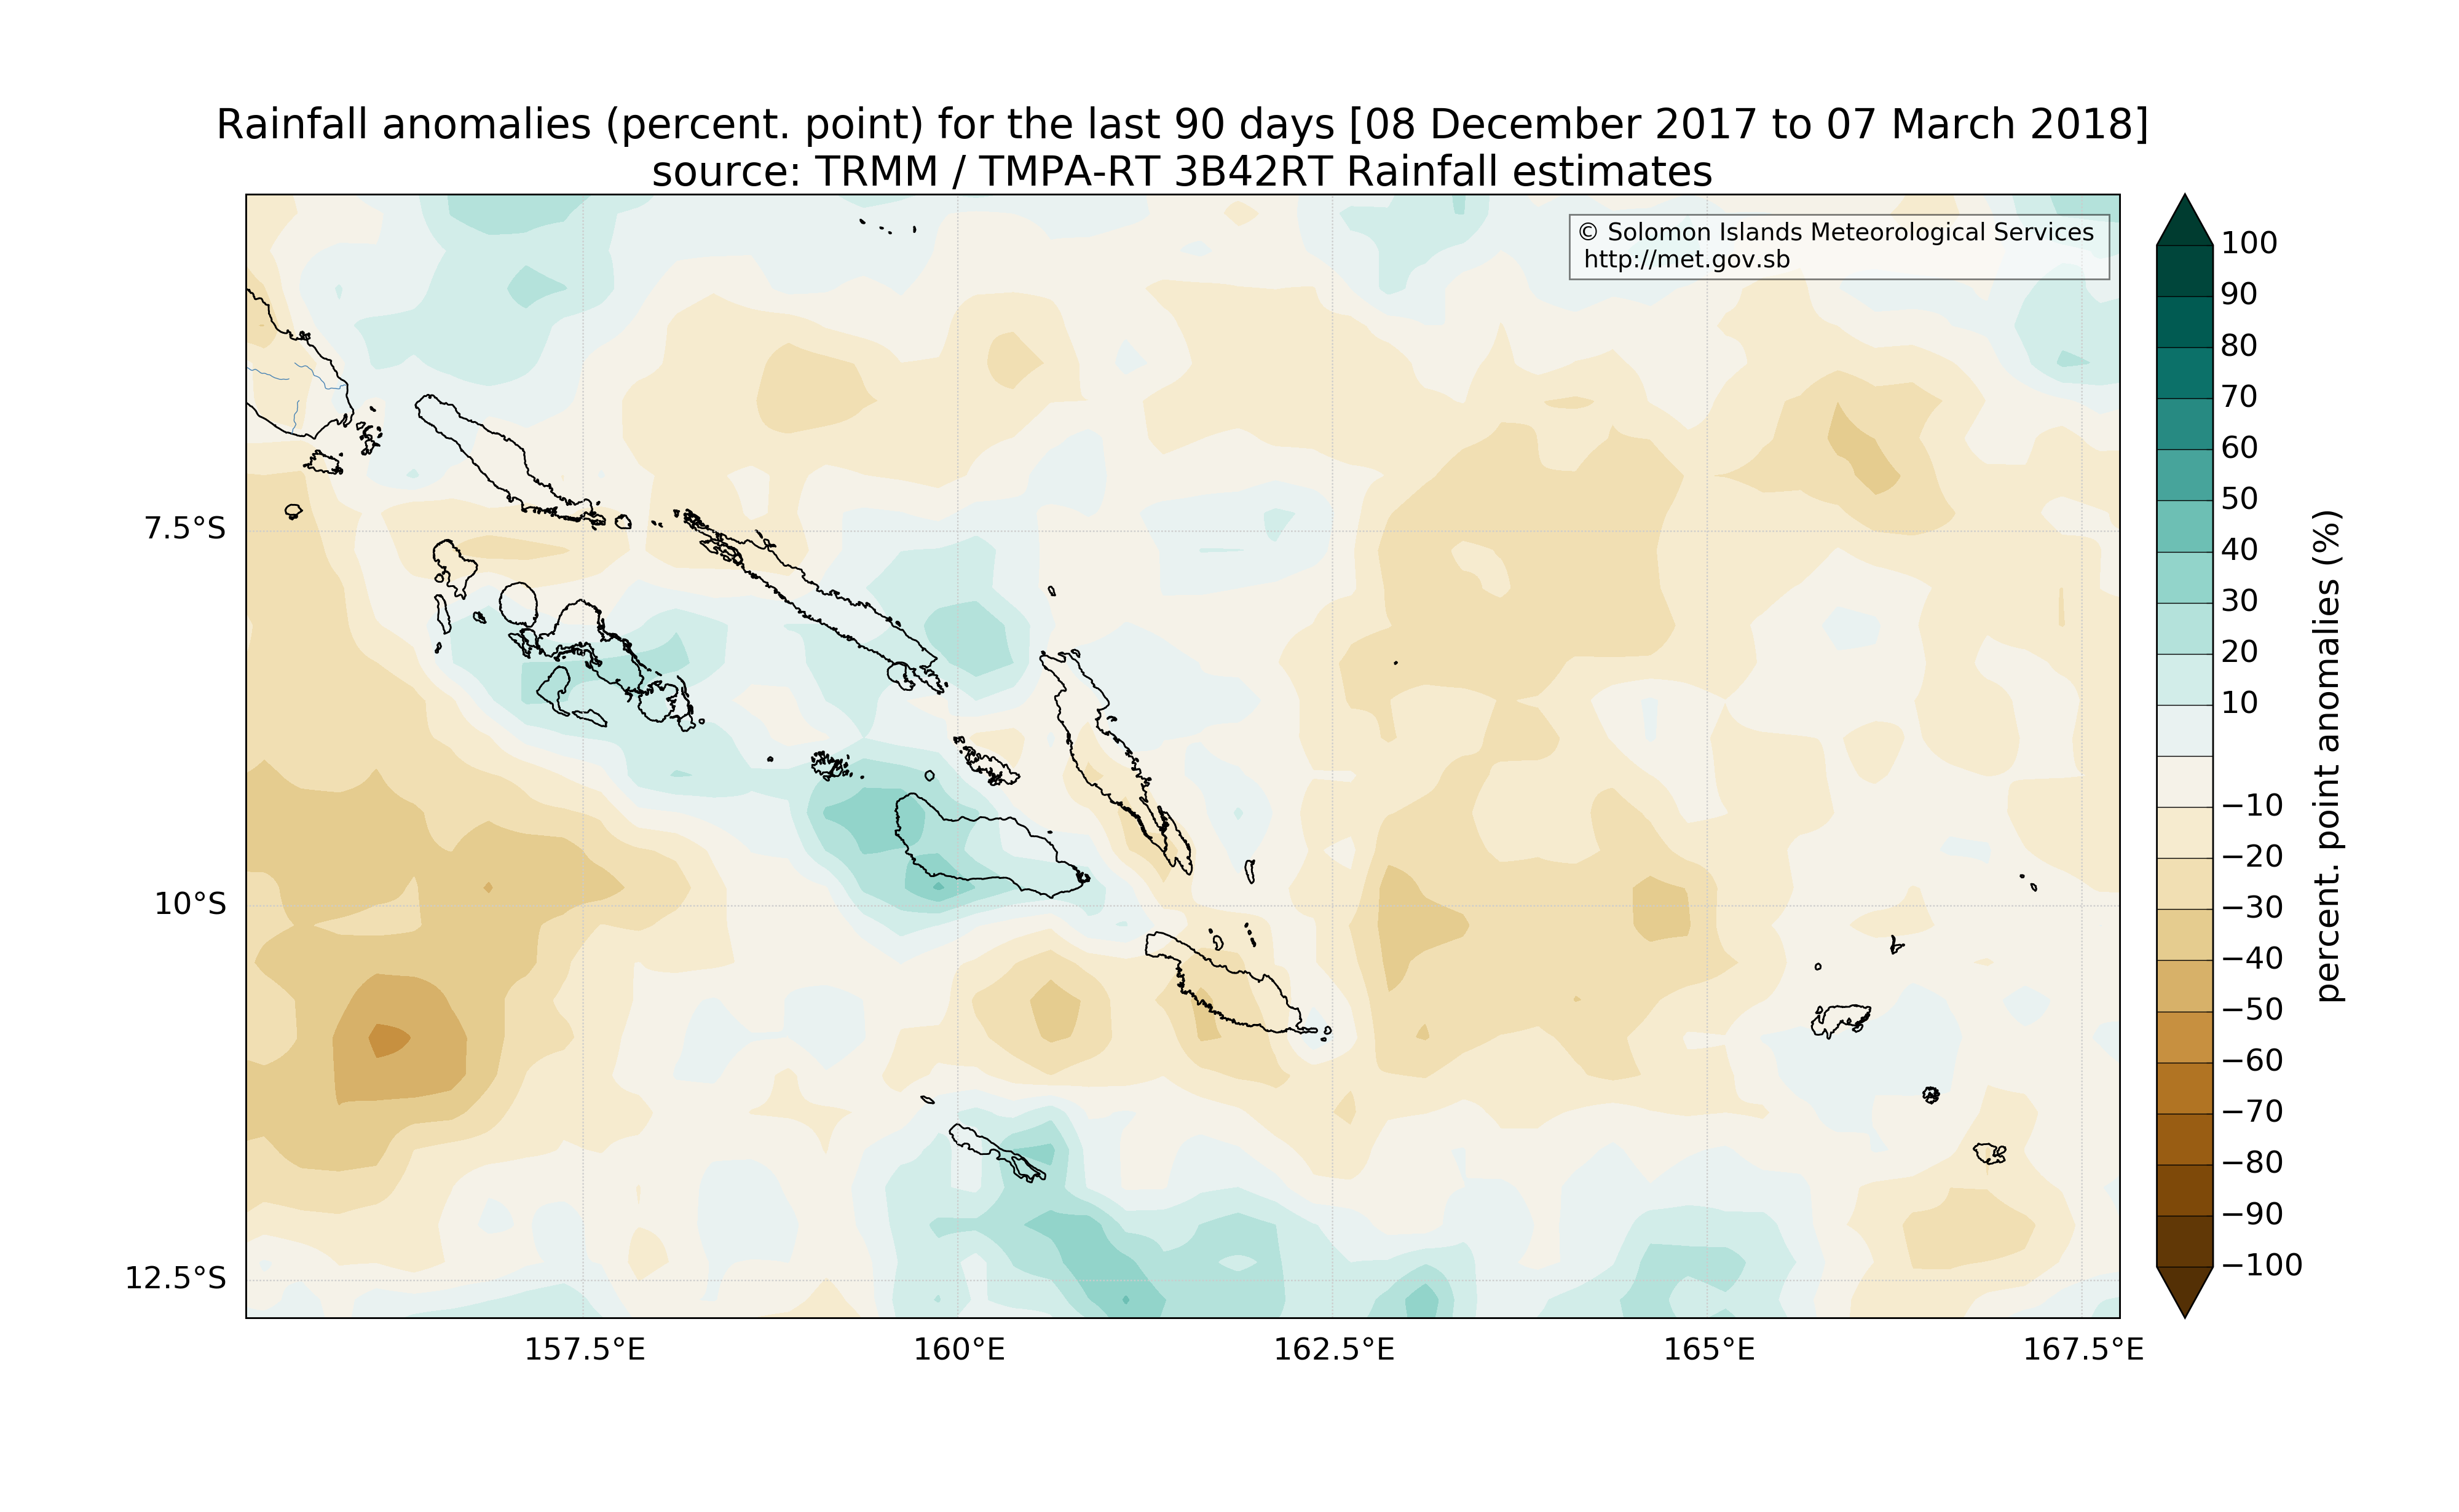 Rainfall anomalies (percent. point) for the last 90 days [08 December 2017 to 07 March 2018]
source: TRMM / TMPA-RT 3B42RT Rainfall estimates
© Solomon Islands Meteorological Services
http://met.gov.sb
7.5°S
10°S
12.5°S
157.5°E
160°E
162.5°E
165°E
167.5°E
100
90
80
70
60
50
40
30
20
10
−10
−20
−30
−40
−50
−60
−70
−80
−90
−100
percent. point anomalies (%)